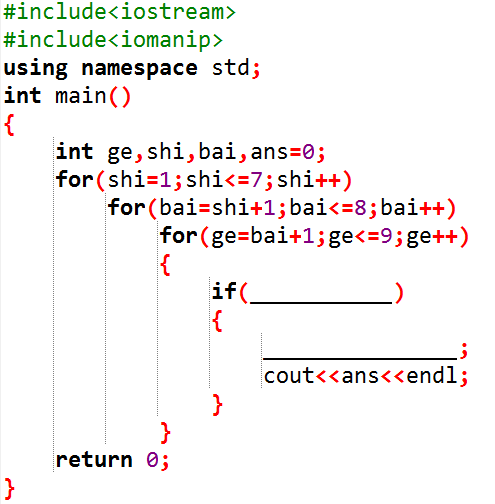 #include<iostream>
#include<iomanip>
using namespace std;
int main()
{
    int ge,shi,bai,ans=0;
    for(shi=1;shi<=7;shi++)
        for(bai=shi+1;bai<=8;bai++)
            for(ge=bai+1;ge<=9;ge++)
            {
                if(___________)
                {
                    _______________;
                    cout<<ans<<endl;
                }
            }
    return 0;
}